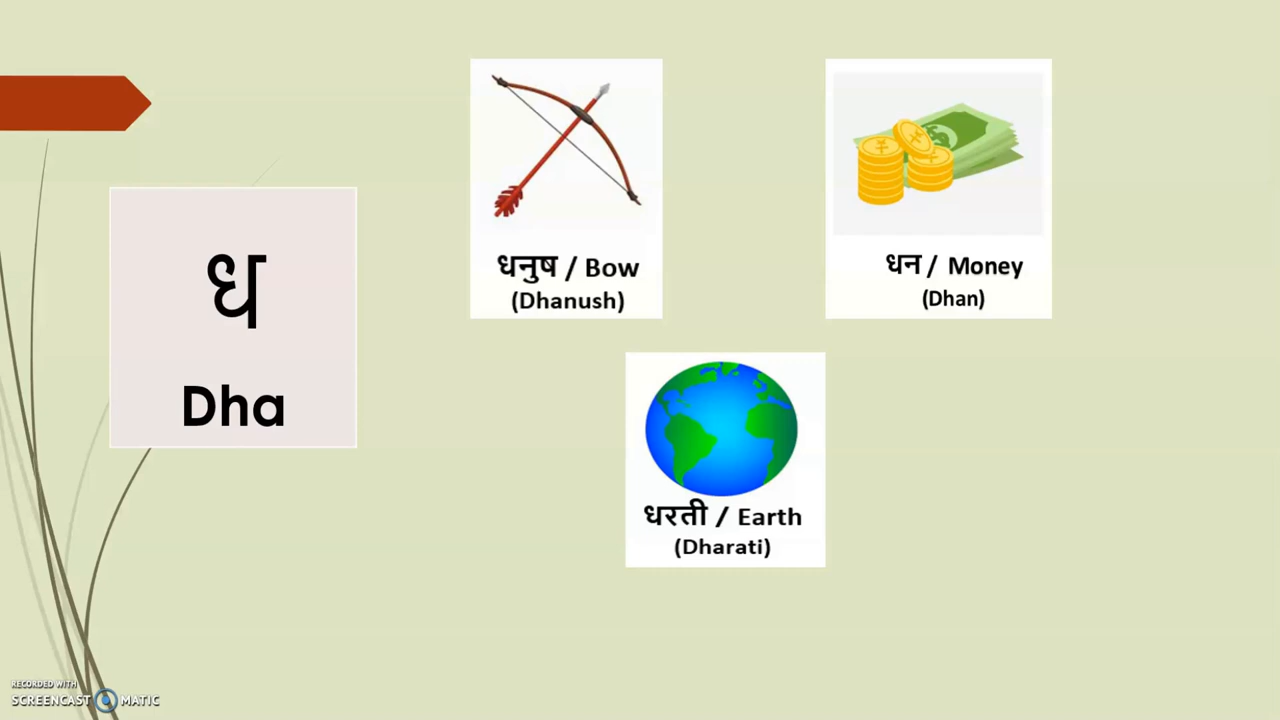 ध
Dha
धनुष / Bow
(Dhanush)
धन / Money
(Dhan)
धरती / Earth
(Dharati)
RECORDED WITH
SCREENCAST MATIC